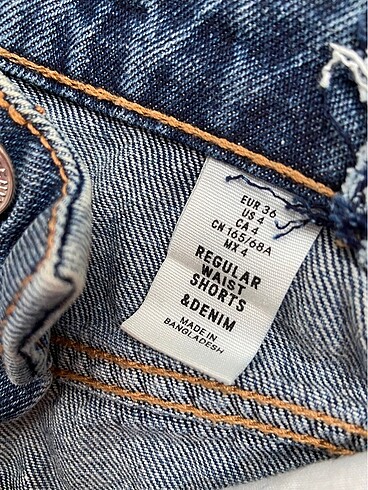 EUR 36
US 4
CA 4
CN 165/68A
MX 4
REGULAR
WAIST
SHORTS
&DENIM
MADE IN
BANGLADESH